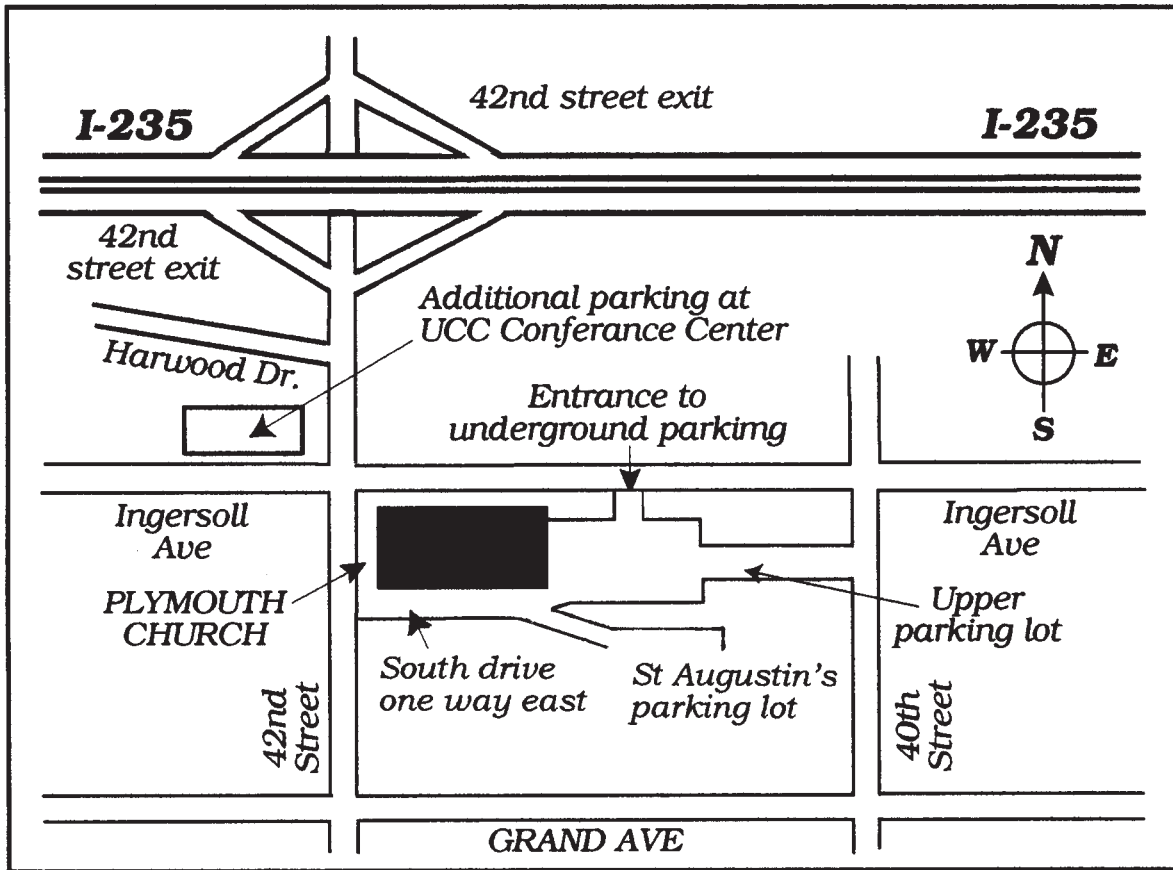 42nd street exit
I-235
I-235
42nd
street exit
N
Additional parking at
UCC Conferance Center
W
E
Harwood Dr.
Entrance to
underground parkimg
S
Ingersoll
Ave
Ingersoll
Ave
PLYMOUTH
CHURCH
Upper
parking lot
South drive
one way east
St Augustin's
parking lot
42nd
Street
40th
Street
GRAND AVE